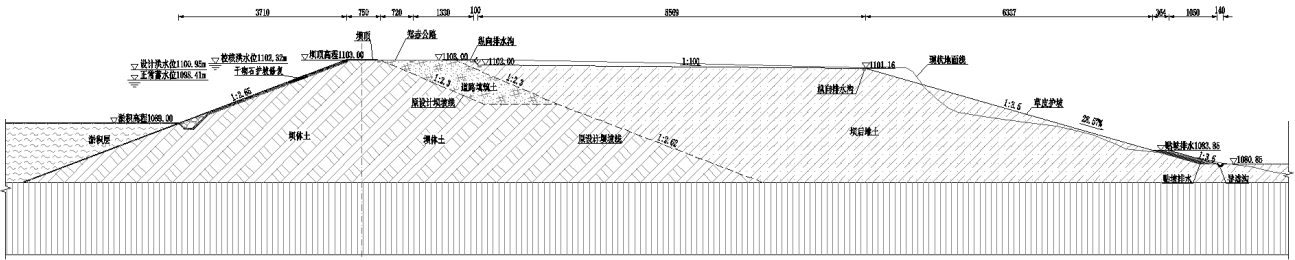 3710 750 720 1330 100 8569 6337 364 1050 140
坝顶 郑杏公路 纵向排水沟
设计洪水位1100.95m
校核洪水位1102.32m
坝顶高程1103.00
1103.00
1103.00
1:100
1101.16
现状地面线
正常蓄水位1098.41m
干砌石护坡修复
1:2.65
1:2.3
道路填筑土
1:2.3
纵向排水沟
1:3.5
草皮护坡
原设计坝坡线
28.57%
淤积高程1089.00
淤积层
坝体土
坝体土
原设计坝坡线
1:2.62
坝后堆土
贴坡排水1083.85
1:3.5
1080.85
贴坡排水
导渗沟